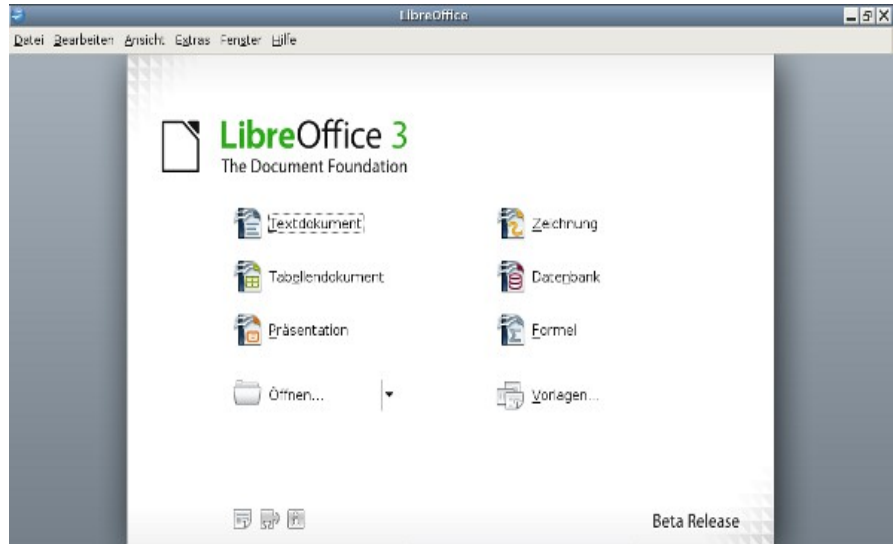 LibreOffice
Datei Bearbeiten Ansicht Extras Fenster Hilfe
LibreOffice 3
The Document Foundation
Textdokument Zeichnung
Tabellendokument Datenbank
Präsentation Formel
Öffnen... Vorlagen...
Beta Release